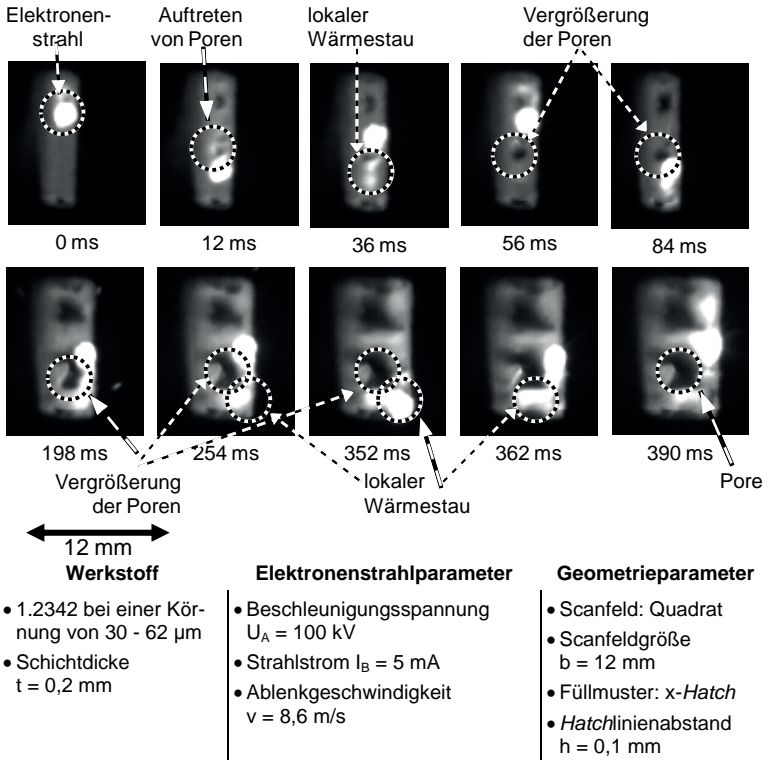 Elektronen-
strahl
Auftreten
von Poren
lokaler
Wärmestau
Vergrößerung
der Poren
0 ms
12 ms
36 ms
56 ms
84 ms
198 ms
254 ms
352 ms
362 ms
390 ms
Vergrößerung
der Poren
lokaler
Wärmestau
Pore
12 mm
Werkstoff
• 1.2342 bei einer Kör-
nung von 30 - 62 µm
• Schichtdicke
t = 0,2 mm
Elektronenstrahlparameter
• Beschleunigungsspannung
U_A = 100 kV
• Strahlstrom I_B = 5 mA
• Ablenkgeschwindigkeit
v = 8,6 m/s
Geometrieparameter
• Scanfeld: Quadrat
• Scanfeldgröße
b = 12 mm
• Füllmuster: x-Hatch
• Hatchlinienabstand
h = 0,1 mm